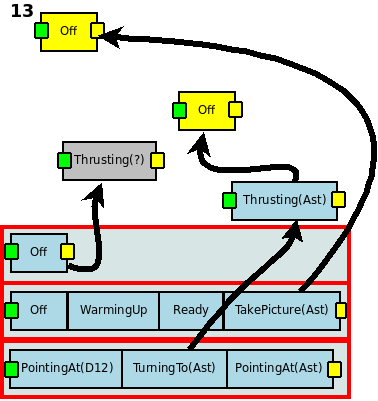 13
Off
Off
Thrusting(?)
Thrusting(Ast)
Off
Off WarmingUp Ready TakePicture(Ast)
PointingAt(D12) TurningTo(Ast) PointingAt(Ast)